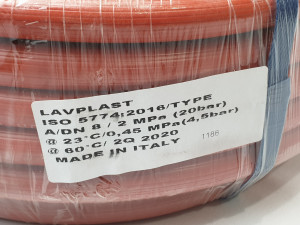 LAVPLAST
ISO 5774:2016/TYPE
A/DN 8 / 2 MPa (20bar)
@ 23°C/0,45 MPa(4,5bar)
@ 60°C/ 2Q 2020
MADE IN ITALY
1186